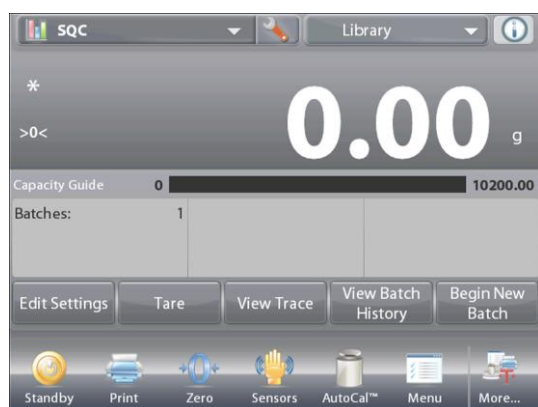 SQC
Library
*
>0<
0.00 g
Capacity Guide 0 10200.00
Batches: 1
Edit Settings
Tare
View Trace
View Batch
History
Begin New
Batch
Standby
Print
Zero
Sensors
AutoCal™
Menu
More...